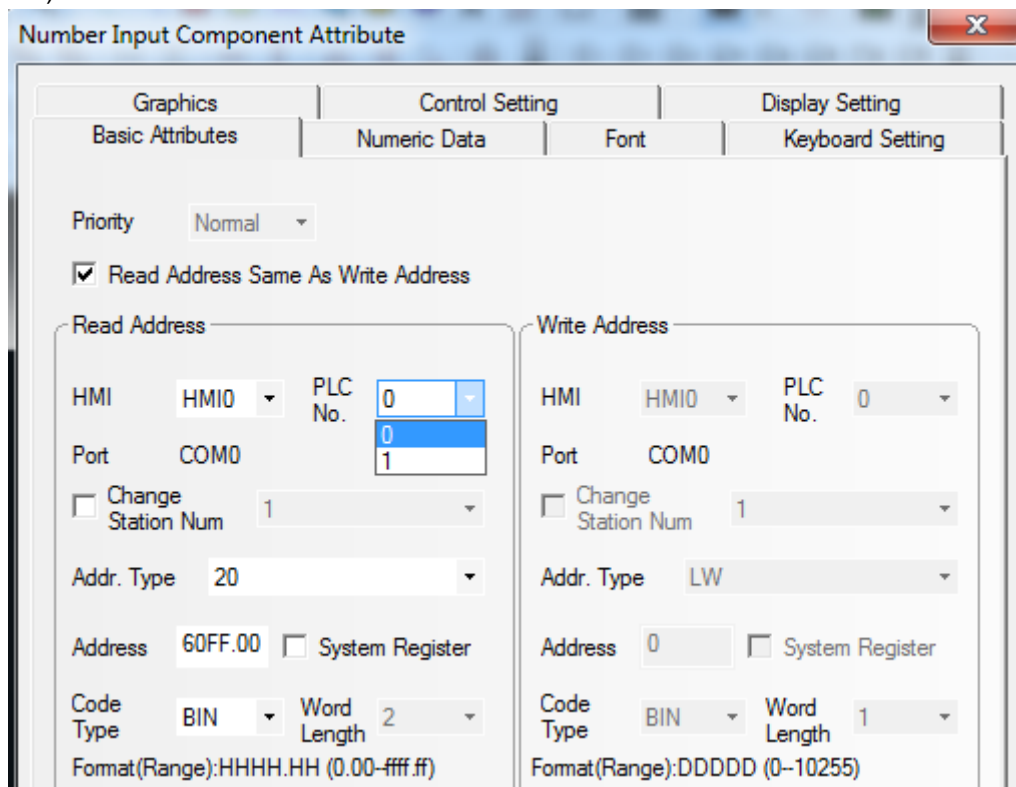 Number Input Component Attribute
Graphics Control Setting Display Setting
Basic Attributes Numeric Data Font Keyboard Setting
Priority Normal
Read Address Same As Write Address
Read Address
HMI HMI0 PLC No. 0
0
1
Port COM0
Change Station Num 1
Addr. Type 20
Address 60FF.00 System Register
Code Type BIN Word Length 2
Format(Range):HHHH.HH (0.00--ffff.ff)
Write Address
HMI HMI0 PLC No. 0
Port COM0
Change Station Num 1
Addr. Type LW
Address 0 System Register
Code Type BIN Word Length 1
Format(Range):DDDDD (0--10255)